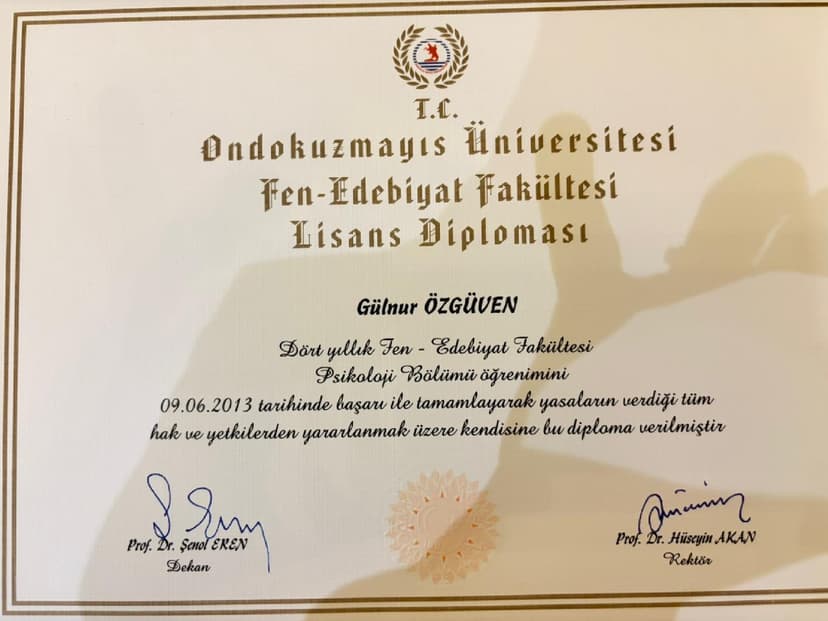 T.C.
Ondokuzmayıs Üniversitesi
Fen-Edebiyat Fakültesi
Lisans Diploması
Gülnur ÖZGÜVEN
Dört yıllık Fen - Edebiyat Fakültesi
Psikoloji Bölümü öğrenimini
09.06.2013 tarihinde başarı ile tamamlayarak yasaların verdiği tüm
hak ve yetkilerden yararlanmak üzere kendisine bu diploma verilmiştir
Prof. Dr. Şenol EREN
Dekan
Prof. Dr. Hüseyin AKAN
Rektör